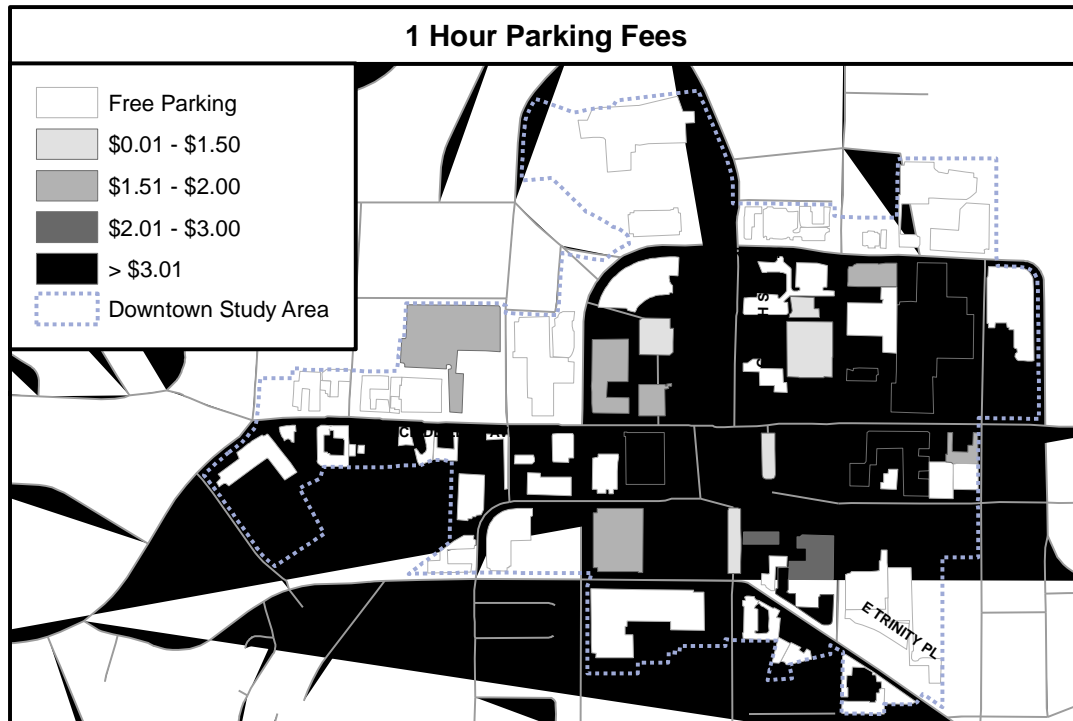 1 Hour Parking Fees
Free Parking
$0.01 - $1.50
$1.51 - $2.00
$2.01 - $3.00
> $3.01
Downtown Study Area
E TRINITY PL